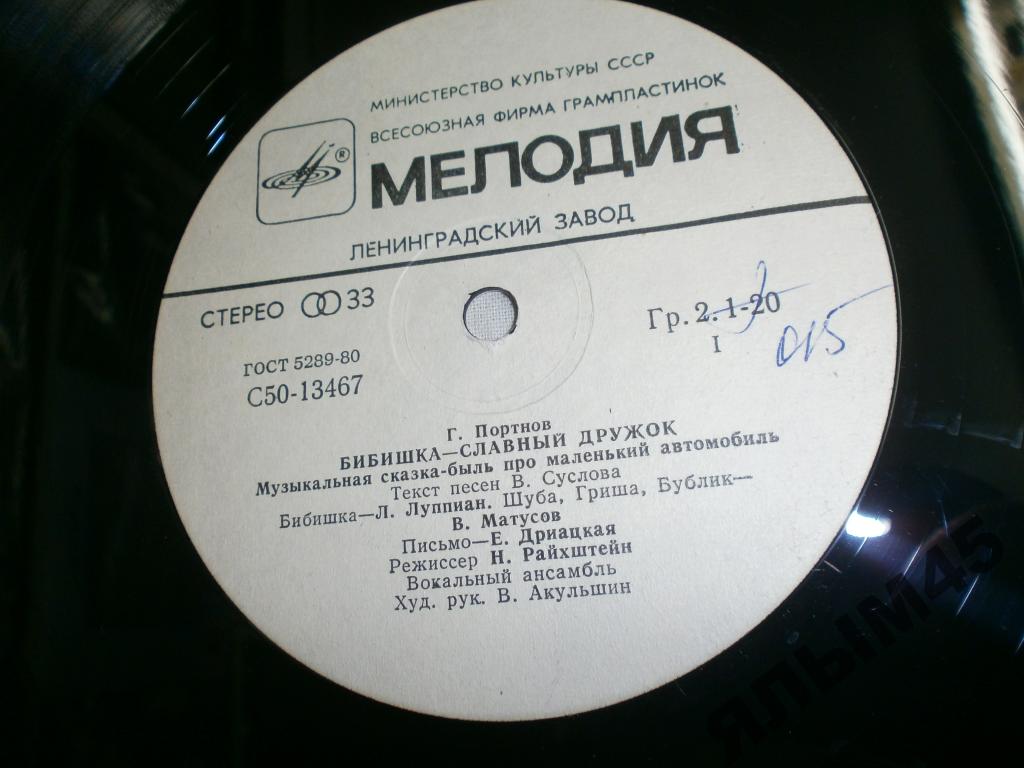 МИНИСТЕРСТВО КУЛЬТУРЫ СССР
ВСЕСОЮЗНАЯ ФИРМА ГРАМПЛАСТИНОК
®
МЕЛОДИЯ
ЛЕНИНГРАДСКИЙ ЗАВОД
СТЕРЕО 33
Гр. 2. 1-20
I
015
ГОСТ 5289-80
С50-13467
Г. Портнов
БИБИШКА—СЛАВНЫЙ ДРУЖОК
Музыкальная сказка-быль про маленький автомобиль
Текст песен В. Суслова
Бибишка—Л. Луппиан. Шуба, Гриша, Бублик—
В. Матусов
Письмо—Е. Дриацкая
Режиссер Н. Райхштейн
Вокальный ансамбль
Худ. рук. В. Акульшин
ЯЛЫМ45